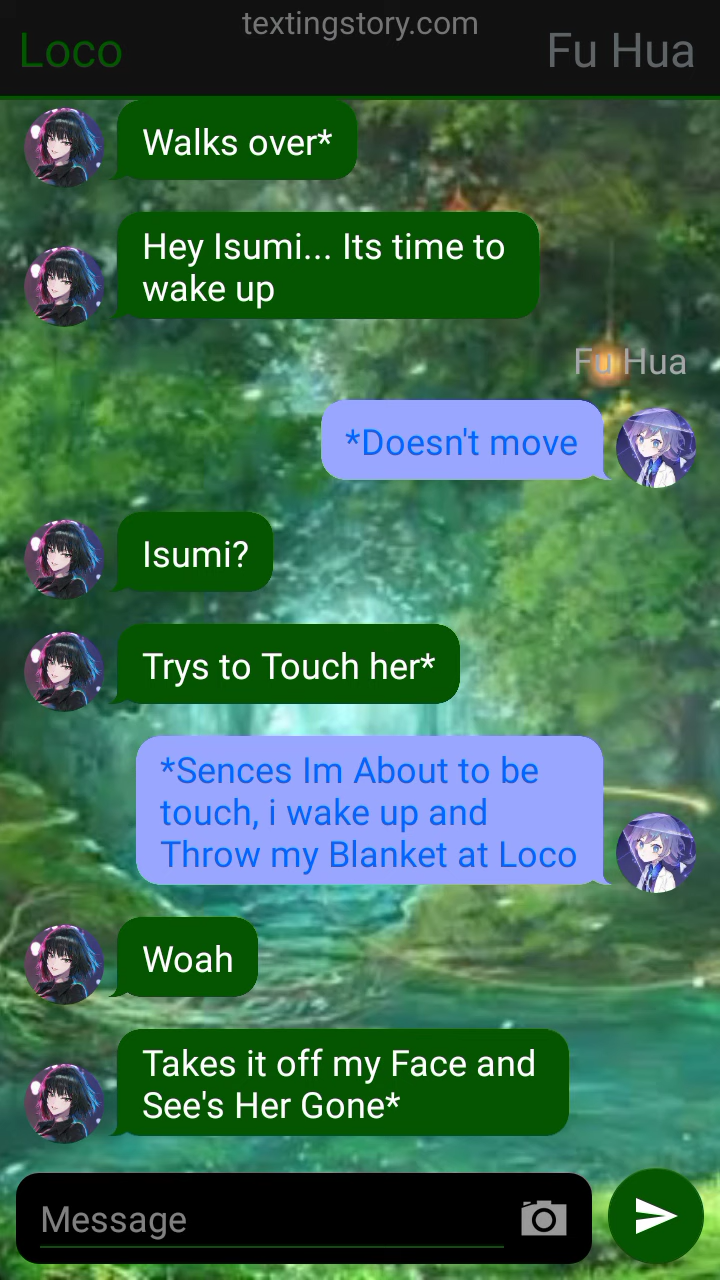 textingstory.com
Loco
Fu Hua
Walks over*
Hey Isumi... Its time to
wake up
Fu Hua
*Doesn't move
Isumi?
Trys to Touch her*
*Sences Im About to be
touch, i wake up and
Throw my Blanket at Loco
Woah
Takes it off my Face and
See's Her Gone*
Message